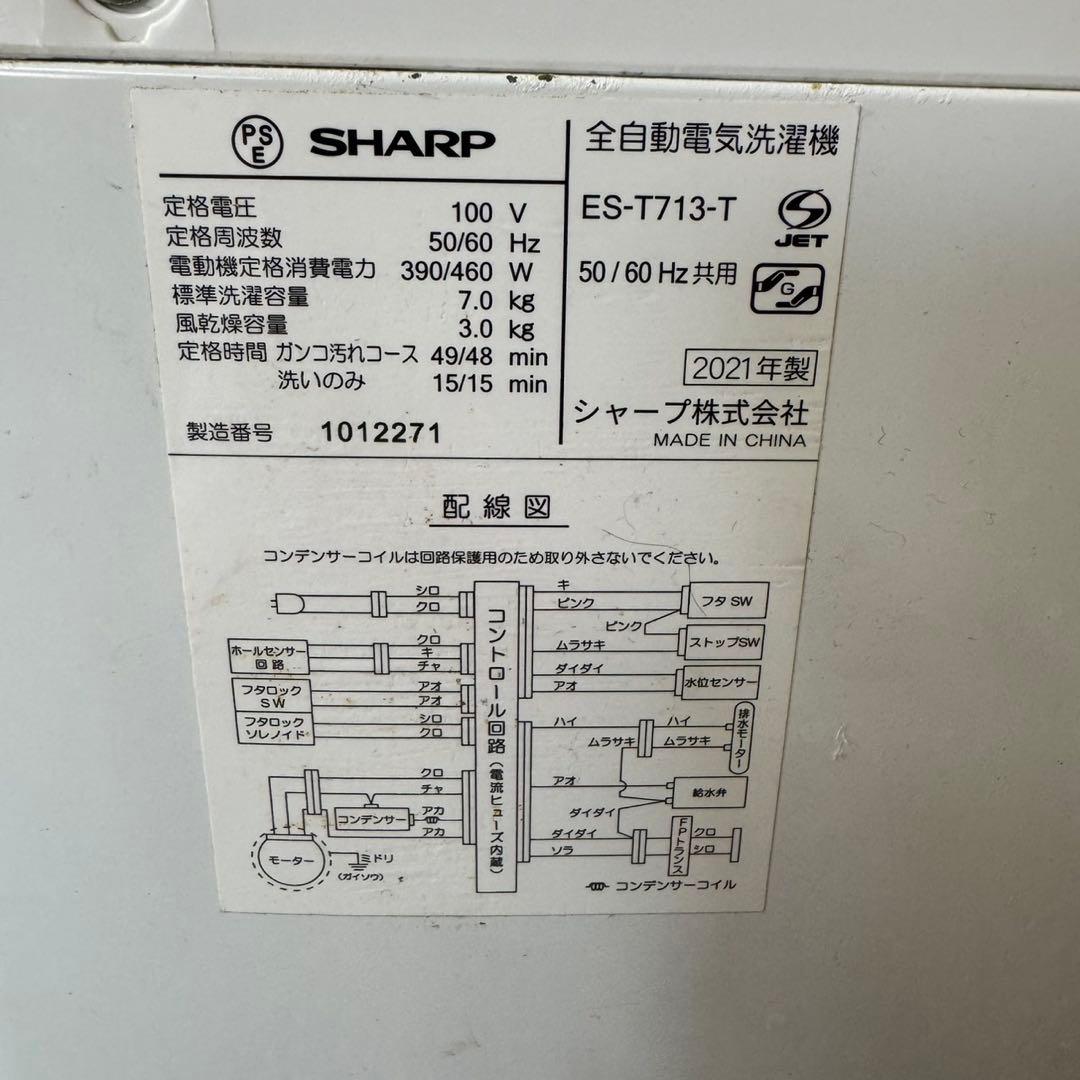 PSE SHARP
定格電圧 100 V
定格周波数 50/60 Hz
電動機定格消費電力 390/460 W
標準洗濯容量 7.0 kg
風乾燥容量 3.0 kg
定格時間 ガンコ汚れコース 49/48 min
洗いのみ 15/15 min
製造番号 1012271
全自動電気洗濯機
ES-T713-T
JET
50/60Hz共用
G
2021年製
シャープ株式会社
MADE IN CHINA
配線図
コンデンサーコイルは回路保護用のため取り外さないでください。
シロ
クロ
ホールセンサー
回路
クロ
キ
チャ
フタロック
SW
アオ
アオ
フタロック
ソレノイド
シロ
クロ
クロ
チャ
コンデンサー
アカ
アカ
モーター
ミドリ
(ガイソウ)
コントロール回路(電流ヒューズ内蔵)
キ
ピンク
フタSW
ピンク
ムラサキ
ストップSW
ダイダイ
アオ
水位センサー
ハイ
ハイ
ムラサキ
ムラサキ
排水モーター
アオ
給水弁
ダイダイ
ダイダイ
ソラ
FPトランス
クロ
シロ
コンデンサーコイル